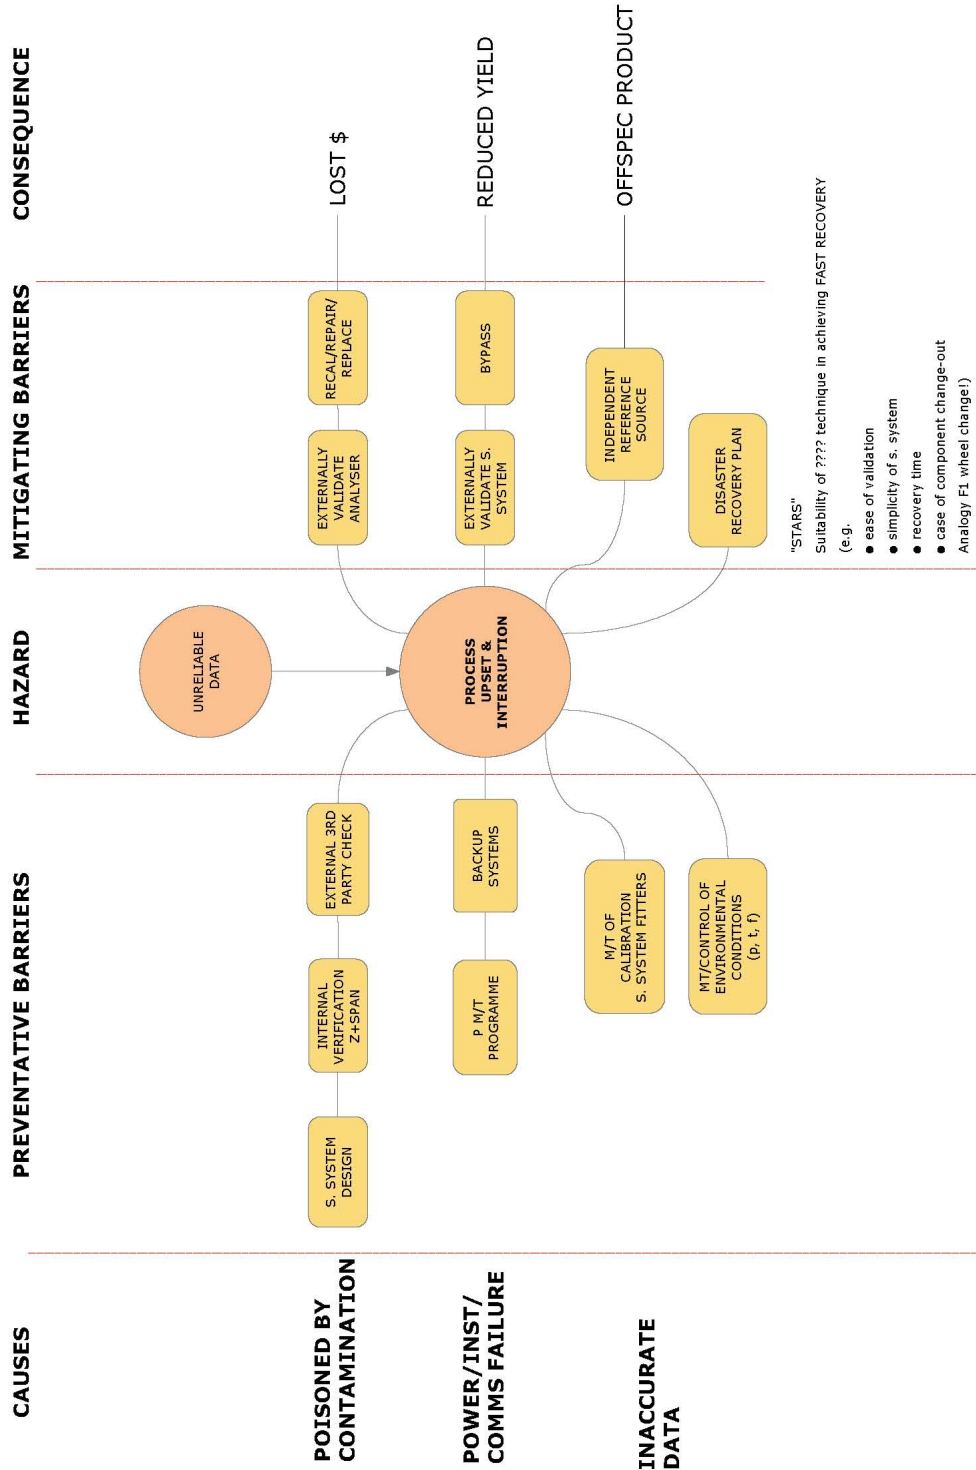 CAUSES
PREVENTATIVE BARRIERS
HAZARD
MITIGATING BARRIERS
CONSEQUENCE
UNRELIABLE
DATA
POISONED BY
CONTAMINATION
S. SYSTEM
DESIGN
INTERNAL
VERIFICATION
Z+SPAN
EXTERNAL 3RD
PARTY CHECK
EXTERNALLY
VALIDATE
ANALYSER
RECAL/REPAIR/
REPLACE
LOST $
POWER/INST/
COMMS FAILURE
P M/T
PROGRAMME
BACKUP
SYSTEMS
PROCESS
UPSET &
INTERRUPTION
EXTERNALLY
VALIDATE S.
SYSTEM
BYPASS
REDUCED YIELD
INACCURATE
DATA
M/T OF
CALIBRATION
S. SYSTEM FITTERS
INDEPENDENT
REFERENCE
SOURCE
OFFSPEC PRODUCT
MT/CONTROL OF
ENVIRONMENTAL
CONDITIONS
(p, t, f)
DISASTER
RECOVERY PLAN
"STARS"
Suitability of ???? technique in achieving FAST RECOVERY
(e.g.
● ease of validation
● simplicity of s. system
● recovery time
● case of component change-out
Analogy F1 wheel change!)